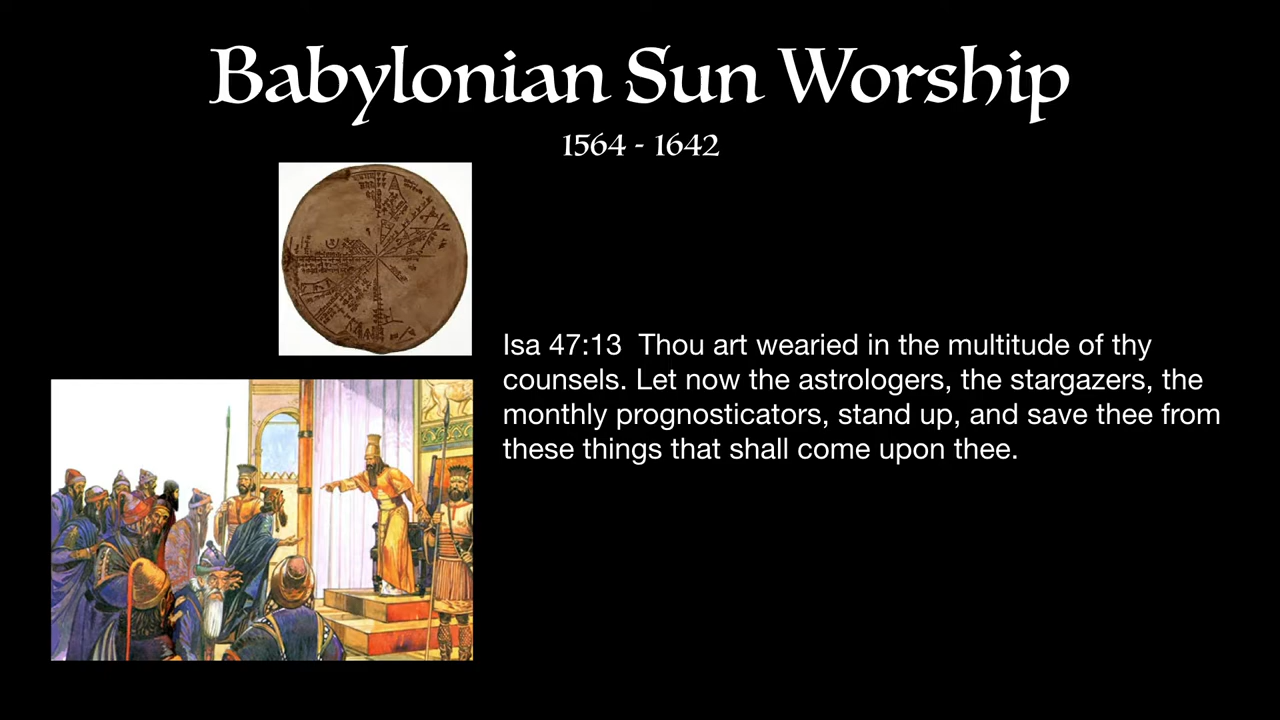 Babylonian Sun Worship
1564 - 1642
Isa 47:13  Thou art wearied in the multitude of thy
counsels. Let now the astrologers, the stargazers, the
monthly prognosticators, stand up, and save thee from
these things that shall come upon thee.